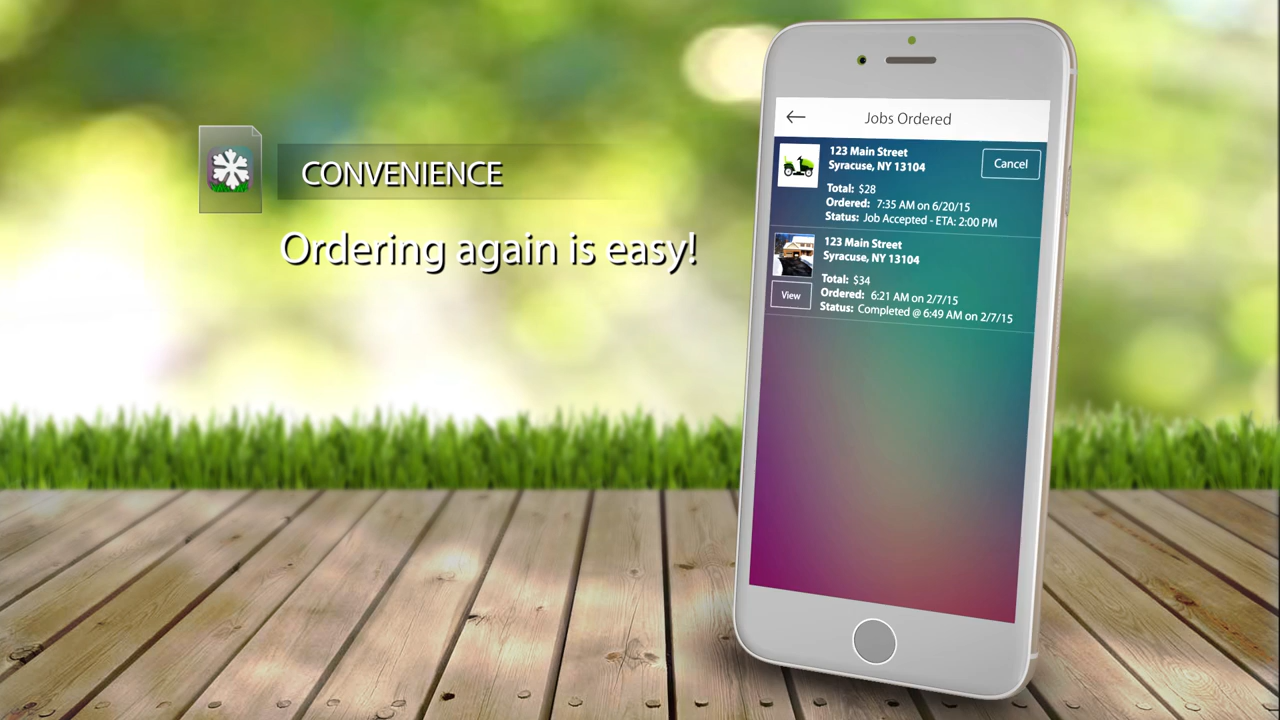 CONVENIENCE
Ordering again is easy!
Jobs Ordered
123 Main Street
Syracuse, NY 13104
Cancel
Total: $28
Ordered: 7:35 AM on 6/20/15
Status: Job Accepted - ETA: 2:00 PM
123 Main Street
Syracuse, NY 13104
Total: $34
View
Ordered: 6:21 AM on 2/7/15
Status: Completed @ 6:49 AM on 2/7/15